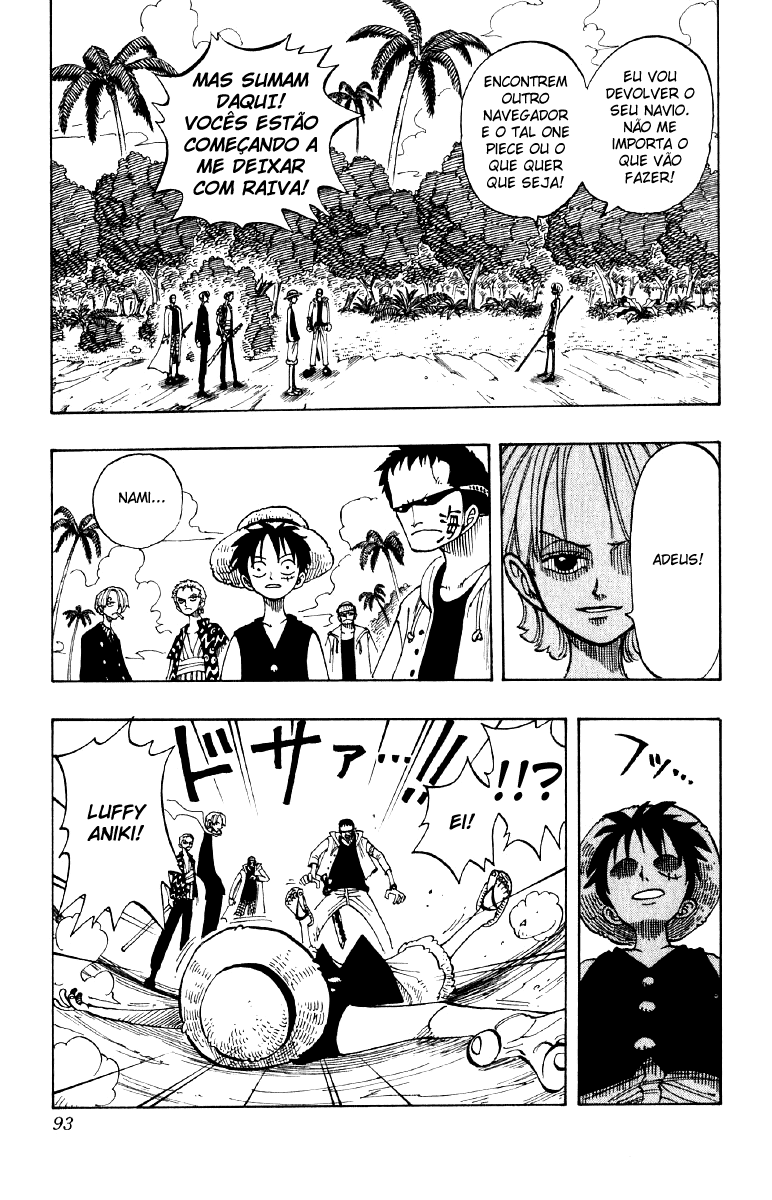 EU VOU
DEVOLVER O
SEU NAVIO.
NÃO ME
IMPORTA O
QUE VÃO
FAZER!
ENCONTREM
OUTRO
NAVEGADOR
E O TAL ONE
PIECE OU O
QUE QUER
QUE SEJA!
MAS SUMAM
DAQUI!
VOCÊS ESTÃO
COMEÇANDO A
ME DEIXAR
COM RAIVA!
ADEUS!
NAMI...
フッ...
!!?
EI!
ドサァ...!!
LUFFY
ANIKI!
93